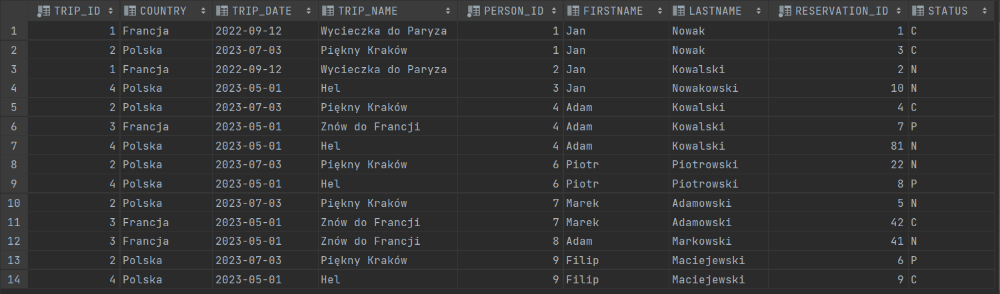 TRIP_ID COUNTRY TRIP_DATE TRIP_NAME PERSON_ID FIRSTNAME LASTNAME RESERVATION_ID STATUS
1 1 Francja 2022-09-12 Wycieczka do Paryza 1 Jan Nowak 1 C
2 2 Polska 2023-07-03 Piękny Kraków 1 Jan Nowak 3 C
3 1 Francja 2022-09-12 Wycieczka do Paryza 2 Jan Kowalski 2 N
4 4 Polska 2023-05-01 Hel 3 Jan Nowakowski 10 N
5 2 Polska 2023-07-03 Piękny Kraków 4 Adam Kowalski 4 C
6 3 Francja 2023-05-01 Znów do Francji 4 Adam Kowalski 7 P
7 4 Polska 2023-05-01 Hel 4 Adam Kowalski 81 N
8 2 Polska 2023-07-03 Piękny Kraków 6 Piotr Piotrowski 22 N
9 4 Polska 2023-05-01 Hel 6 Piotr Piotrowski 8 P
10 2 Polska 2023-07-03 Piękny Kraków 7 Marek Adamowski 5 N
11 3 Francja 2023-05-01 Znów do Francji 7 Marek Adamowski 42 C
12 3 Francja 2023-05-01 Znów do Francji 8 Adam Markowski 41 N
13 2 Polska 2023-07-03 Piękny Kraków 9 Filip Maciejewski 6 P
14 4 Polska 2023-05-01 Hel 9 Filip Maciejewski 9 C